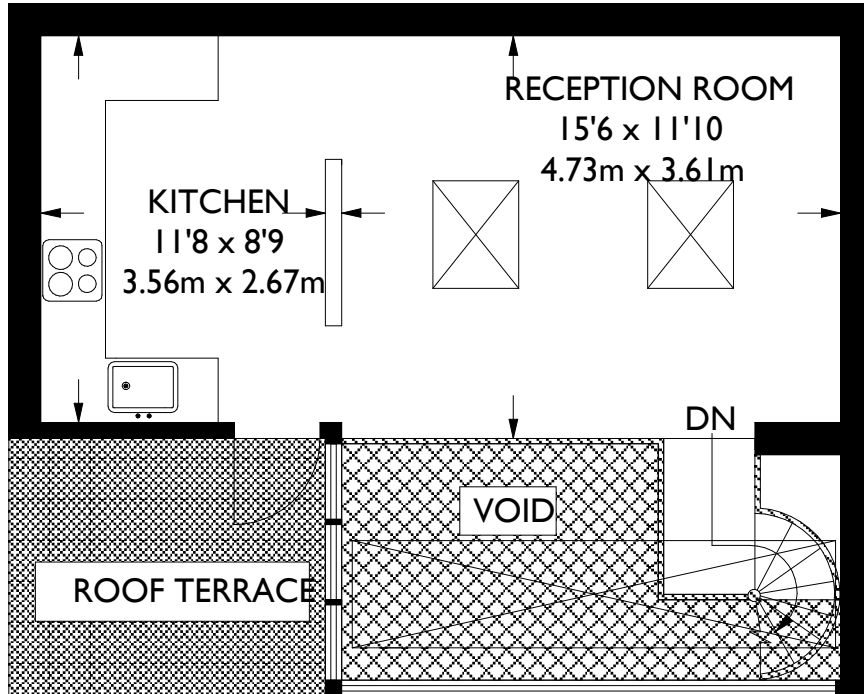 RECEPTION ROOM
15'6 x 11'10
4.73m x 3.61m
KITCHEN
11'8 x 8'9
3.56m x 2.67m
DN
VOID
ROOF TERRACE